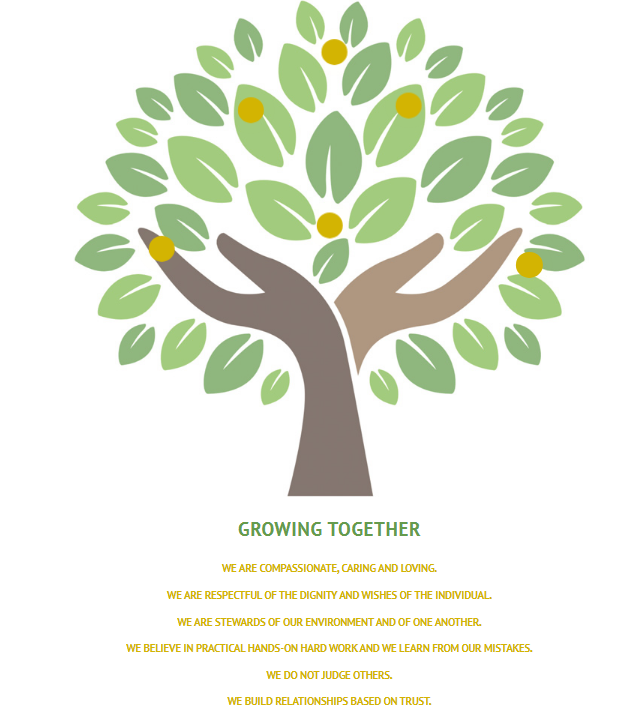 GROWING TOGETHER
WE ARE COMPASSIONATE, CARING AND LOVING.
WE ARE RESPECTFUL OF THE DIGNITY AND WISHES OF THE INDIVIDUAL.
WE ARE STEWARDS OF OUR ENVIRONMENT AND OF ONE ANOTHER.
WE BELIEVE IN PRACTICAL HANDS-ON HARD WORK AND WE LEARN FROM OUR MISTAKES.
WE DO NOT JUDGE OTHERS.
WE BUILD RELATIONSHIPS BASED ON TRUST.